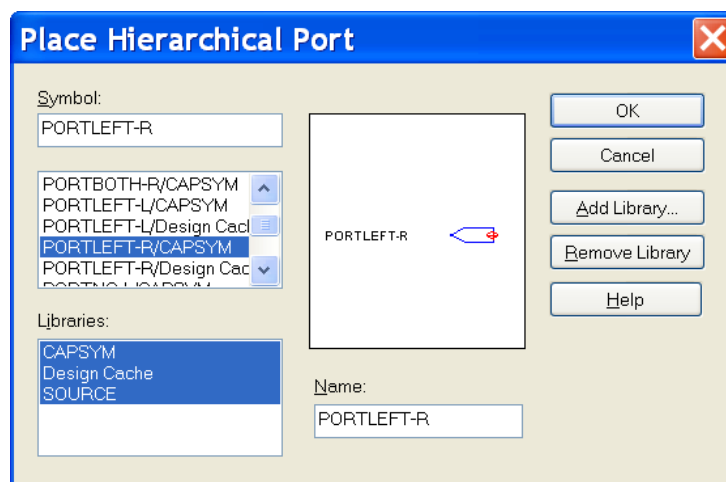 Place Hierarchical Port
Symbol:
PORTLEFT-R
PORTBOTH-R/CAPSYM
PORTLEFT-L/CAPSYM
PORTLEFT-L/Design Cacl
PORTLEFT-R/CAPSYM
PORTLEFT-R/Design Cac
Libraries:
CAPSYM
Design Cache
SOURCE
PORTLEFT-R
Name:
PORTLEFT-R
OK
Cancel
Add Library...
Remove Library
Help